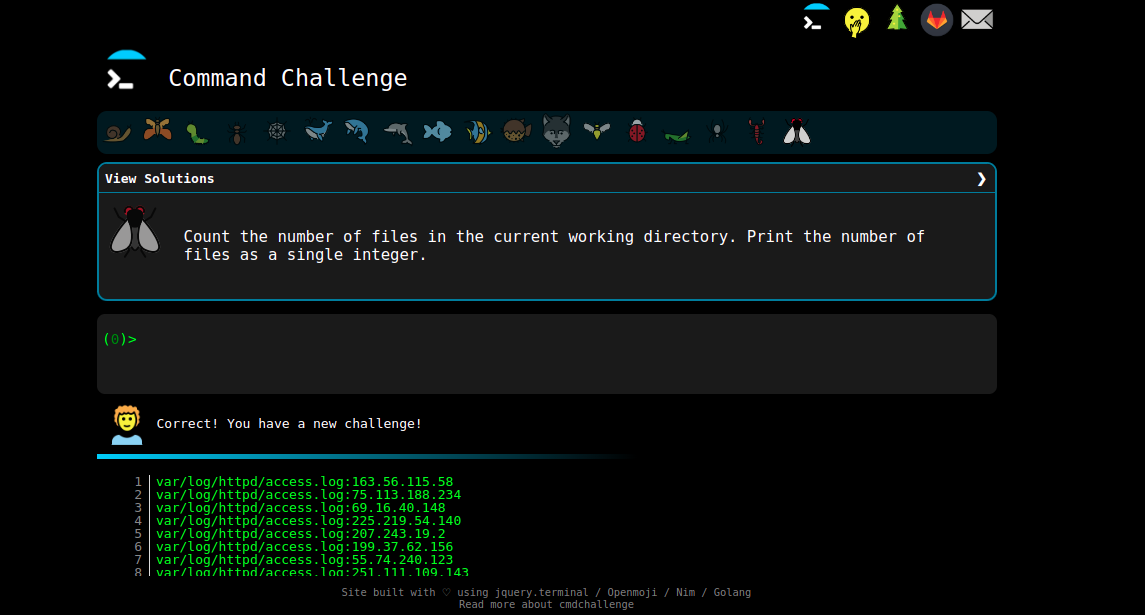 Command Challenge
View Solutions
Count the number of files in the current working directory. Print the number of
files as a single integer.
(0)>
Correct! You have a new challenge!
1 var/log/httpd/access.log:163.56.115.58
2 var/log/httpd/access.log:75.113.188.234
3 var/log/httpd/access.log:69.16.40.148
4 var/log/httpd/access.log:225.219.54.140
5 var/log/httpd/access.log:207.243.19.2
6 var/log/httpd/access.log:199.37.62.156
7 var/log/httpd/access.log:55.74.240.123
8 var/log/httpd/access.log:251.111.109.143
Site built with ♡ using jquery.terminal / Openmoji / Nim / Golang
Read more about cmdchallenge